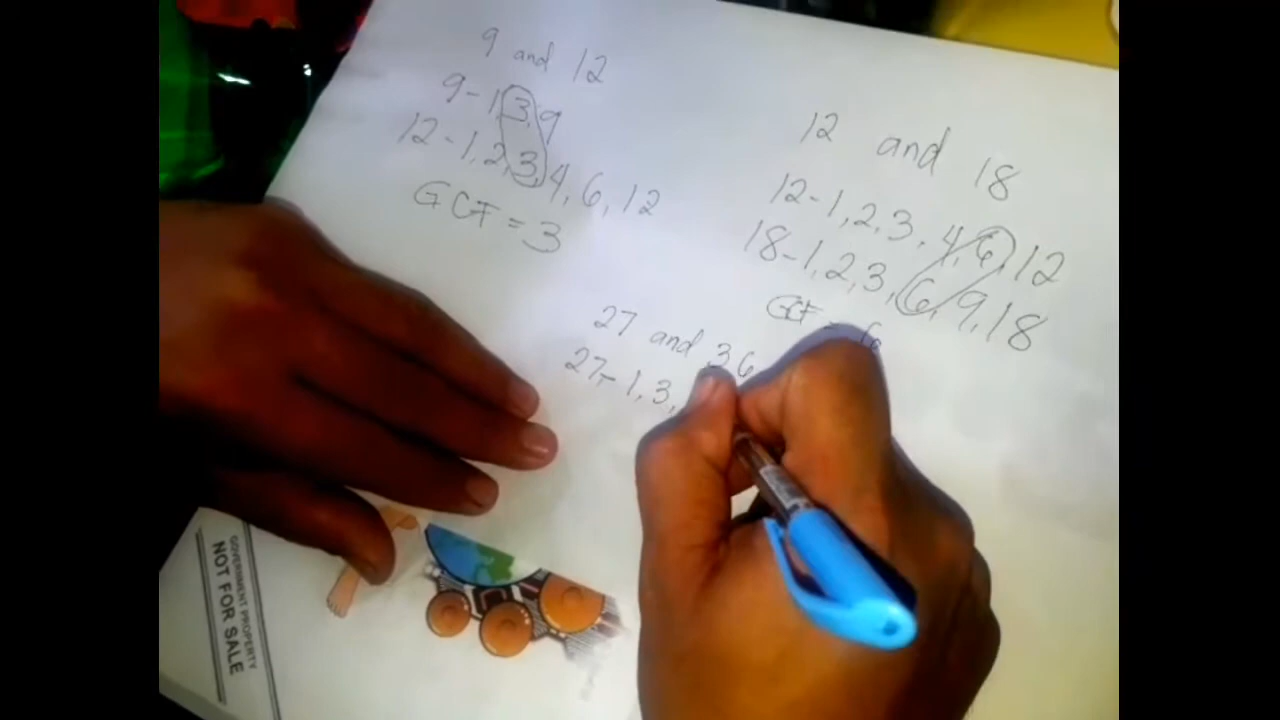 9 and 12
9-1,3,9
12-1,2,3,4,6,12
GCF=3
12 and 18
12-1,2,3,4,6,12
18-1,2,3,6,9,18
GCF = 6
27 and 36
27-1,3,
GOVERNMENT PROPERTY
NOT FOR SALE